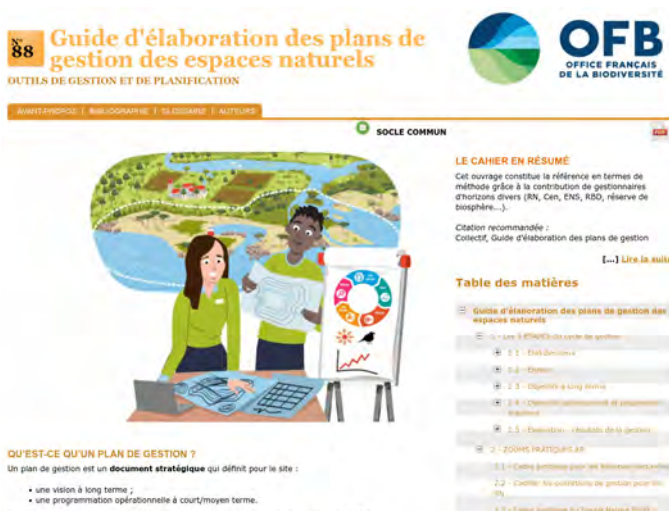 N°
88
Guide d'élaboration des plans de
gestion des espaces naturels
OUTILS DE GESTION ET DE PLANIFICATION
OFB
OFFICE FRANÇAIS
DE LA BIODIVERSITÉ
AVANT-PROPOS | BIBLIOGRAPHIE | GLOSSAIRE | AUTEURS
SOCLE COMMUN
PDF
LE CAHIER EN RÉSUMÉ
Cet ouvrage constitue la référence en termes de
méthode grâce à la contribution de gestionnaires
d'horizons divers (RN, Cen, ENS, RBD, réserve de
biosphère...).
Citation recommandée :
Collectif, Guide d'élaboration des plans de gestion
[...] Lire la suite
Table des matières
Guide d'élaboration des plans de gestion des
espaces naturels
1 - Les 5 ETAPES du cycle de gestion
1.1 - Etat des lieux
1.2 - Enjeux
1.3 - Objectifs à long terme
1.5 - Evaluation - résultats de la gestion
2 - ZOOMS PRATIQUES AP
QU'EST-CE QU'UN PLAN DE GESTION ?
Un plan de gestion est un document stratégique qui définit pour le site :
• une vision à long terme ;
• une programmation opérationnelle à court/moyen terme.